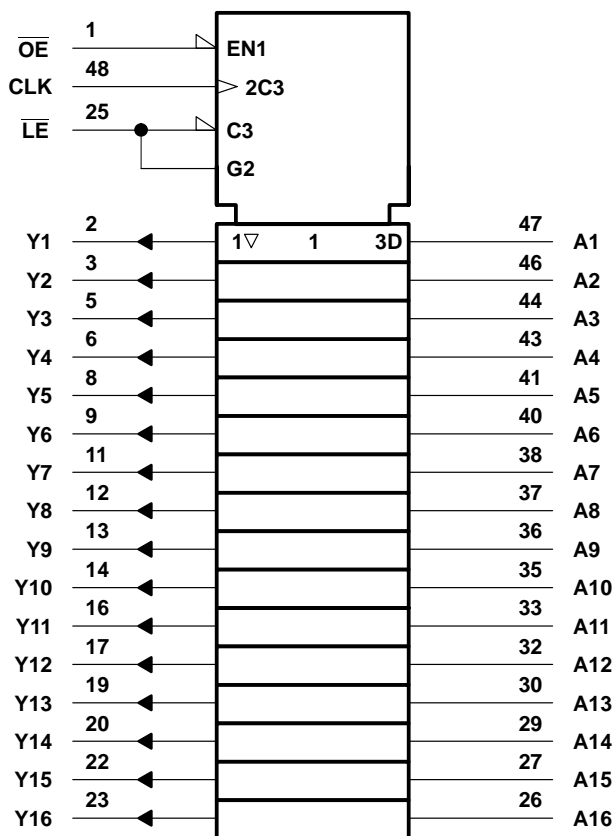 OE 1 EN1
CLK 48 2C3
LE 25 C3
G2
Y1 2 1▽ 1 3D 47 A1
Y2 3 46 A2
Y3 5 44 A3
Y4 6 43 A4
Y5 8 41 A5
Y6 9 40 A6
Y7 11 38 A7
Y8 12 37 A8
Y9 13 36 A9
Y10 14 35 A10
Y11 16 33 A11
Y12 17 32 A12
Y13 19 30 A13
Y14 20 29 A14
Y15 22 27 A15
Y16 23 26 A16